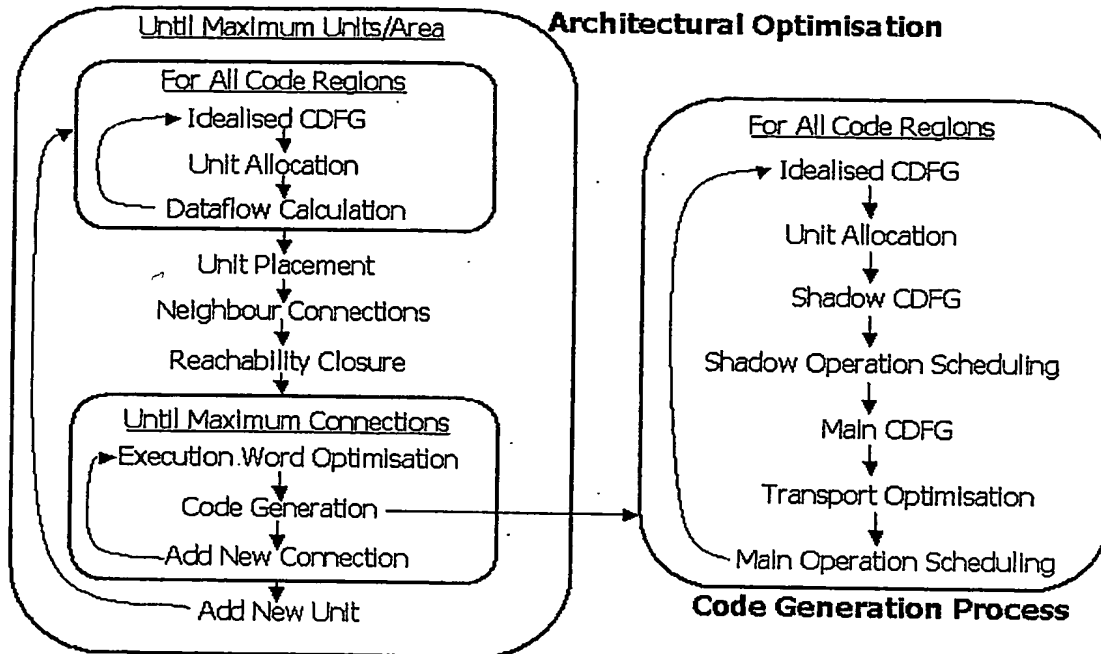 Until Maximum Units/Area
Architectural Optimisation
For All Code Regions
Idealised CDFG
Unit Allocation
Dataflow Calculation
Unit Placement
Neighbour Connections
Reachability Closure
Until Maximum Connections
Execution.Word Optimisation
Code Generation
Add New Connection
Add New Unit
For All Code Regions
Idealised CDFG
Unit Allocation
Shadow CDFG
Shadow Operation Scheduling
Main CDFG
Transport Optimisation
Main Operation Scheduling
Code Generation Process